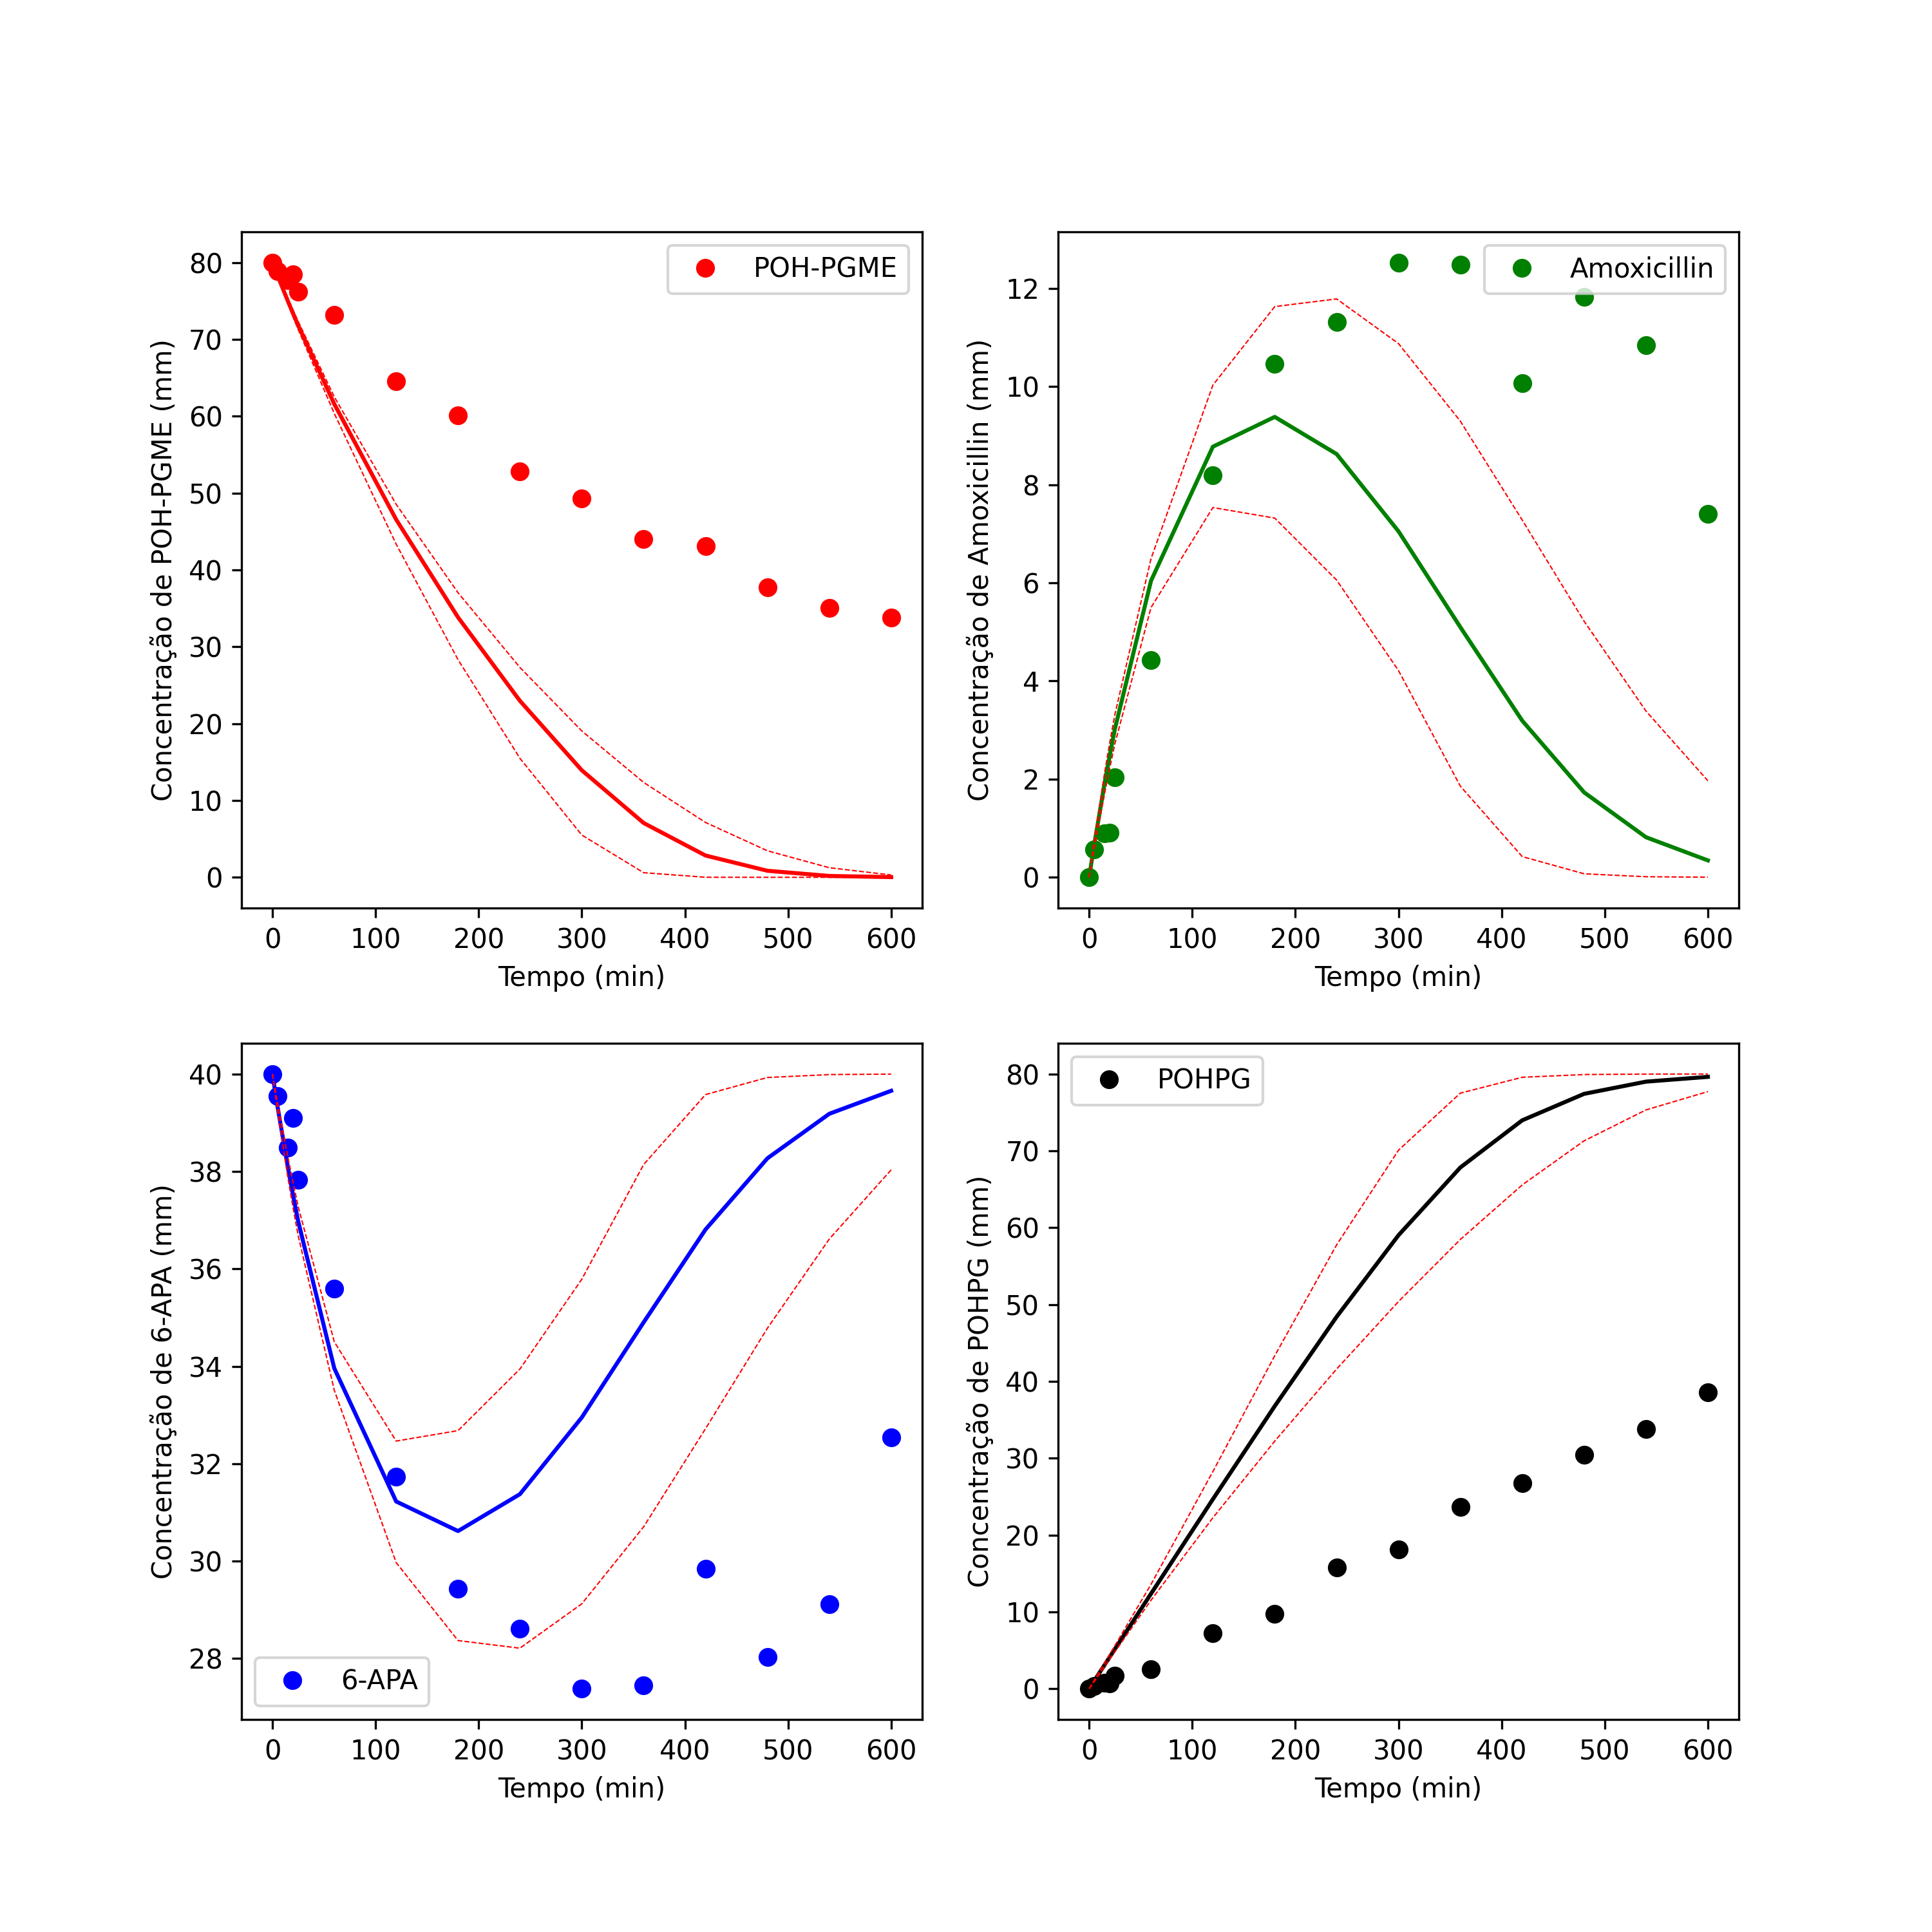 POH-PGME
Concentração de POH-PGME (mm)
80
70
60
50
40
30
20
10
0
0 100 200 300 400 500 600
Tempo (min)
Amoxicillin
Concentração de Amoxicillin (mm)
12
10
8
6
4
2
0
0 100 200 300 400 500 600
Tempo (min)
Concentração de 6-APA (mm)
40
38
36
34
32
30
28
6-APA
0 100 200 300 400 500 600
Tempo (min)
POHPG
Concentração de POHPG (mm)
80
70
60
50
40
30
20
10
0
0 100 200 300 400 500 600
Tempo (min)